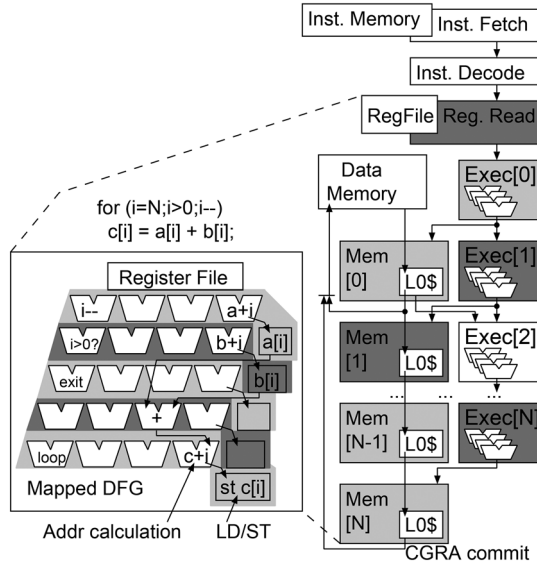 Inst. Memory
Inst. Fetch
Inst. Decode
RegFile
Reg. Read
Data
Memory
Exec[0]
for (i=N;i>0;i--)
c[i] = a[i] + b[i];
Mem
[0]
L0$
Exec[1]
Register File
i--
a+i
i>0?
b+i
a[i]
Mem
[1]
L0$
Exec[2]
exit
b[i]
... ...
...
+
Mem
[N-1]
L0$
Exec[N]
loop
c+i
Mapped DFG
st c[i]
Mem
[N]
L0$
Addr calculation
LD/ST
CGRA commit